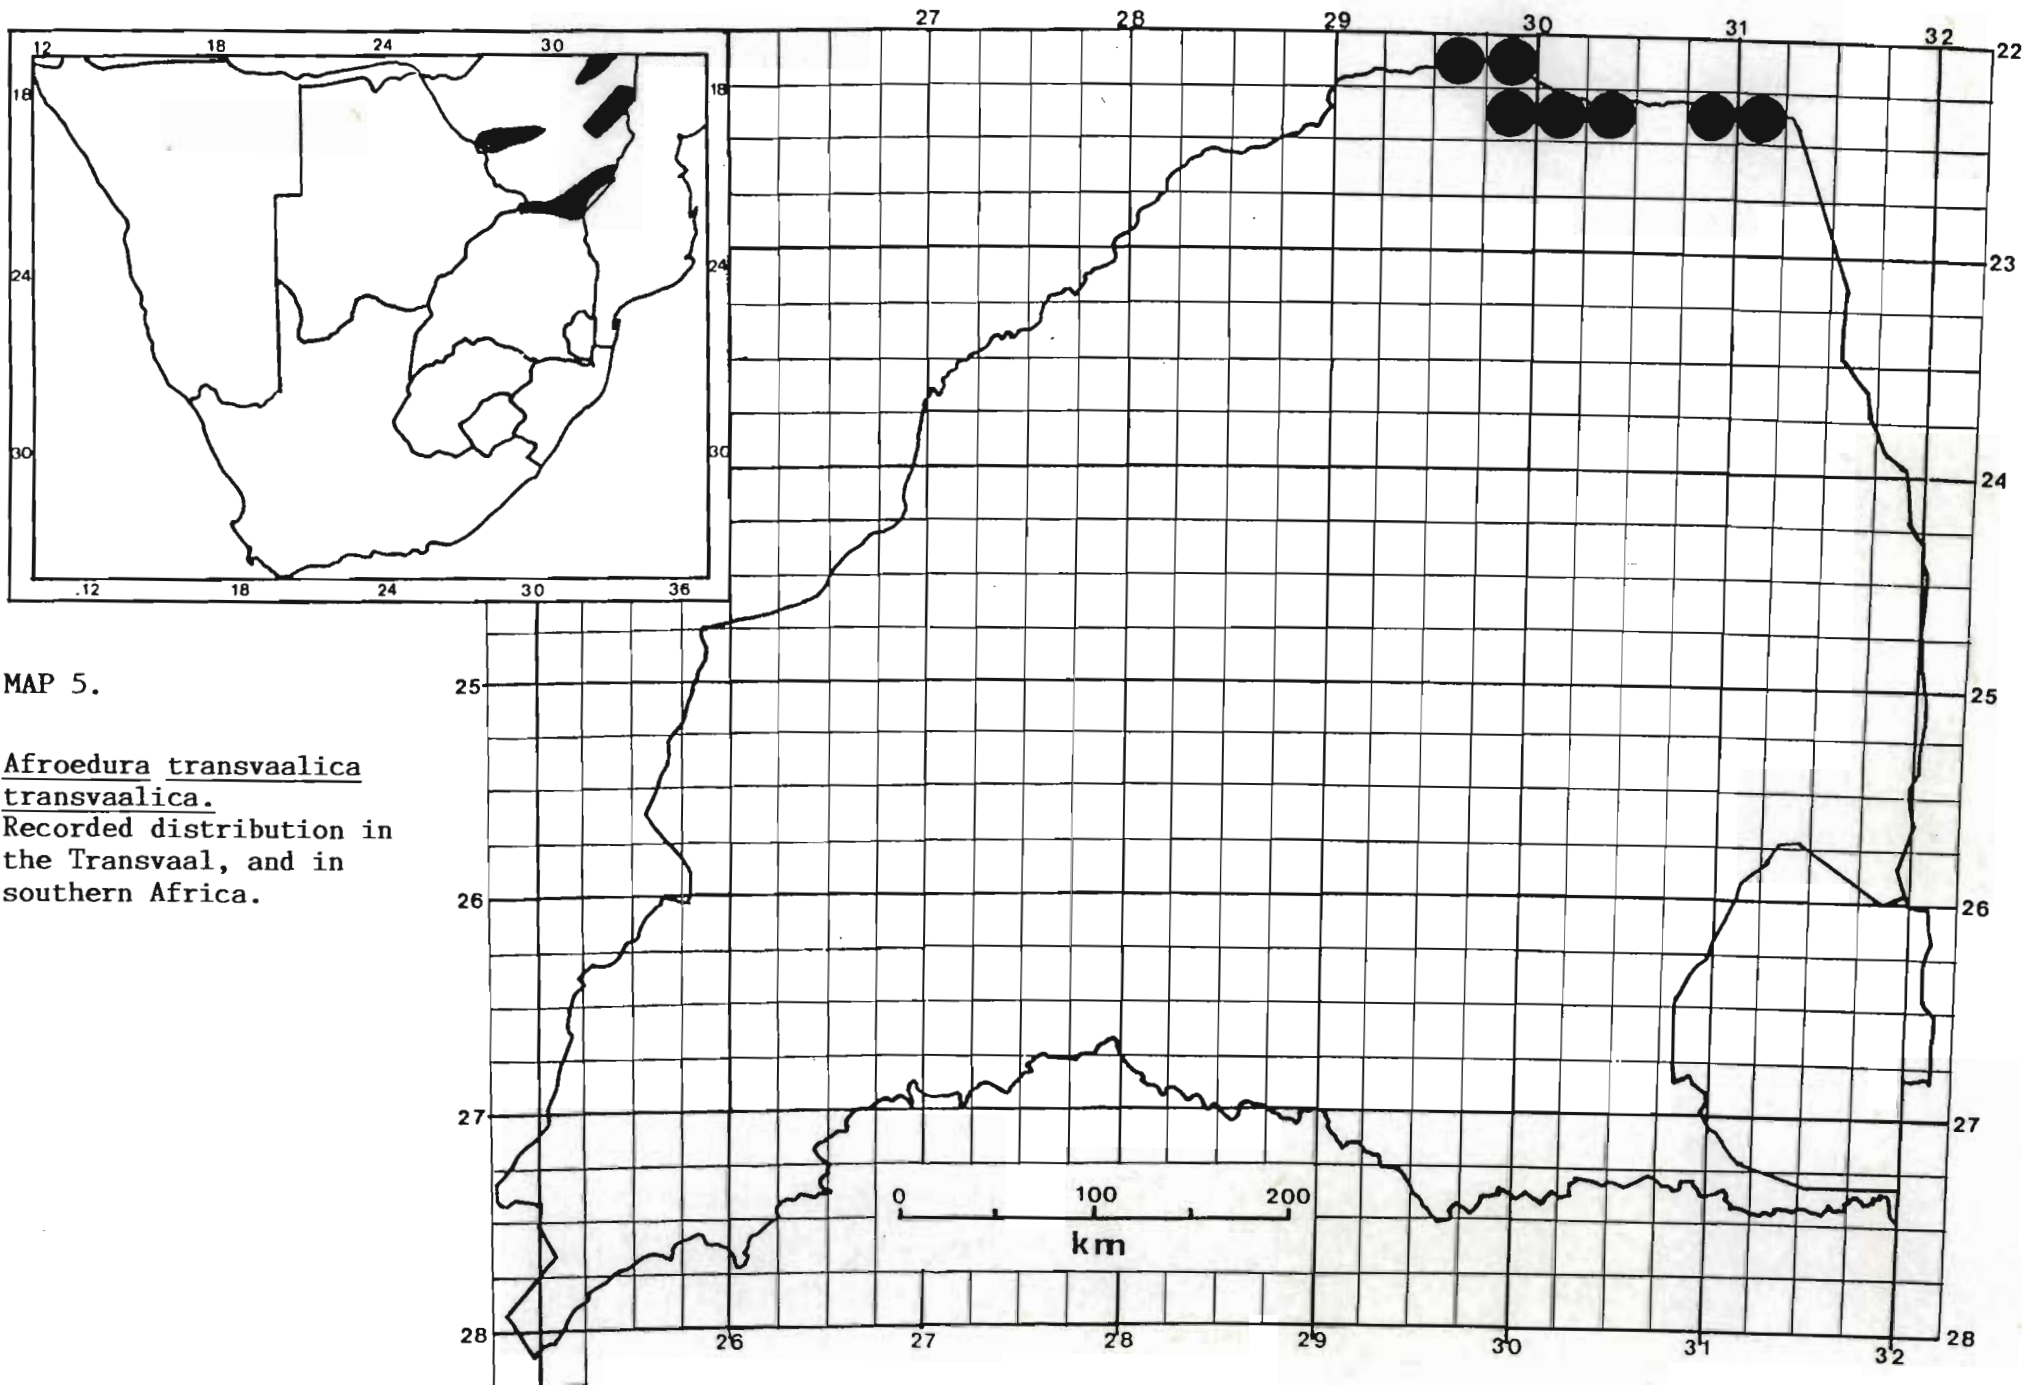 27 28 29 30 31 32
22
12 18 24 30
18 18
24 24
30 30
.12 18 24 30 36
23
24
MAP 5.
25 25
Afroedura transvaalica
transvaalica.
Recorded distribution in
the Transvaal, and in
southern Africa.
26 26
27 27
0 100 200
km
28 28
26 27 28 29 30 31 32